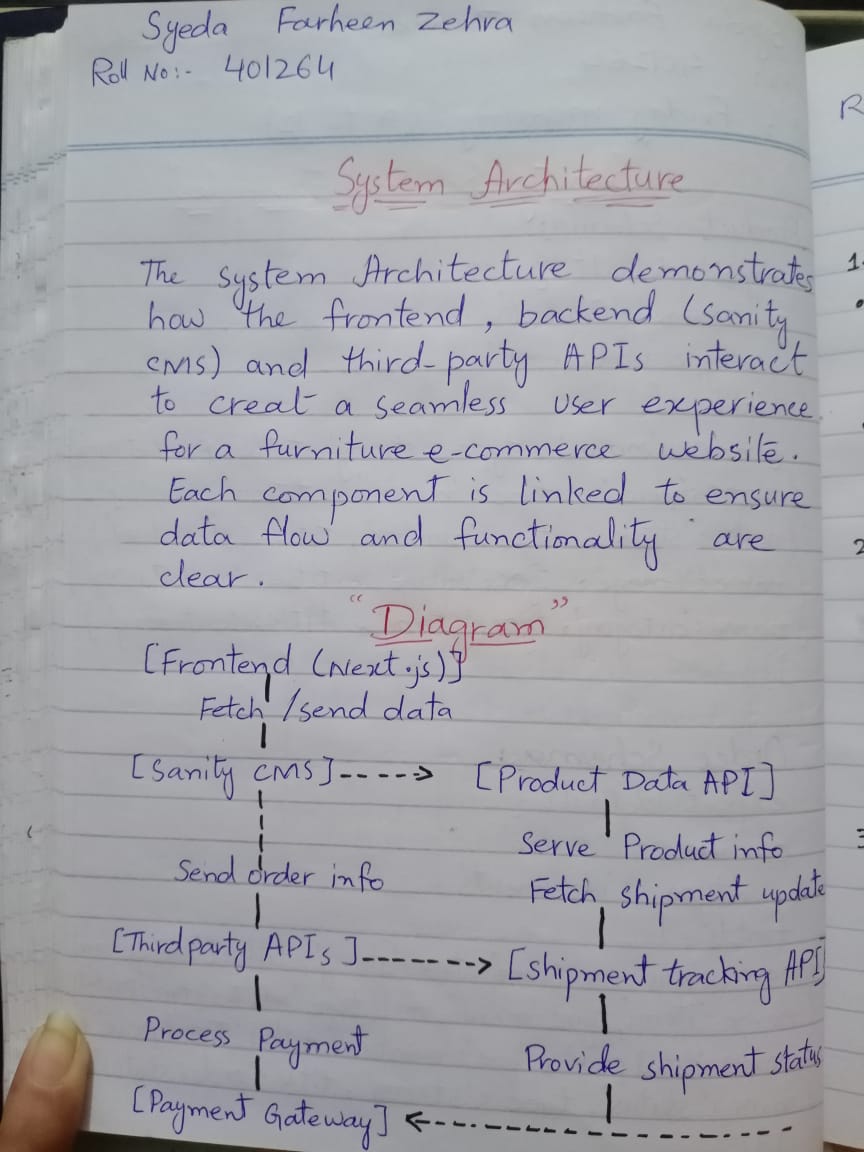 Syeda Farheen Zehra
Roll No:- 401264
R
System Architecture
The system Architecture demonstrates
1.
how the frontend, backend (sanity
cms) and third-party APIs interact
to creat a seamless user experience
for a furniture e-commerce website.
Each component is linked to ensure
data flow and functionality are
2
clear.
"Diagram"
[Frontend (Next.js)]
Fetch /send data
[Sanity CMS] -----> [Product Data API]
Serve Product info
Send order info
Fetch shipment update
[Third party APIs] -------> [shipment tracking API]
Process Payment
Provide shipment status
[Payment Gateway] <---------------